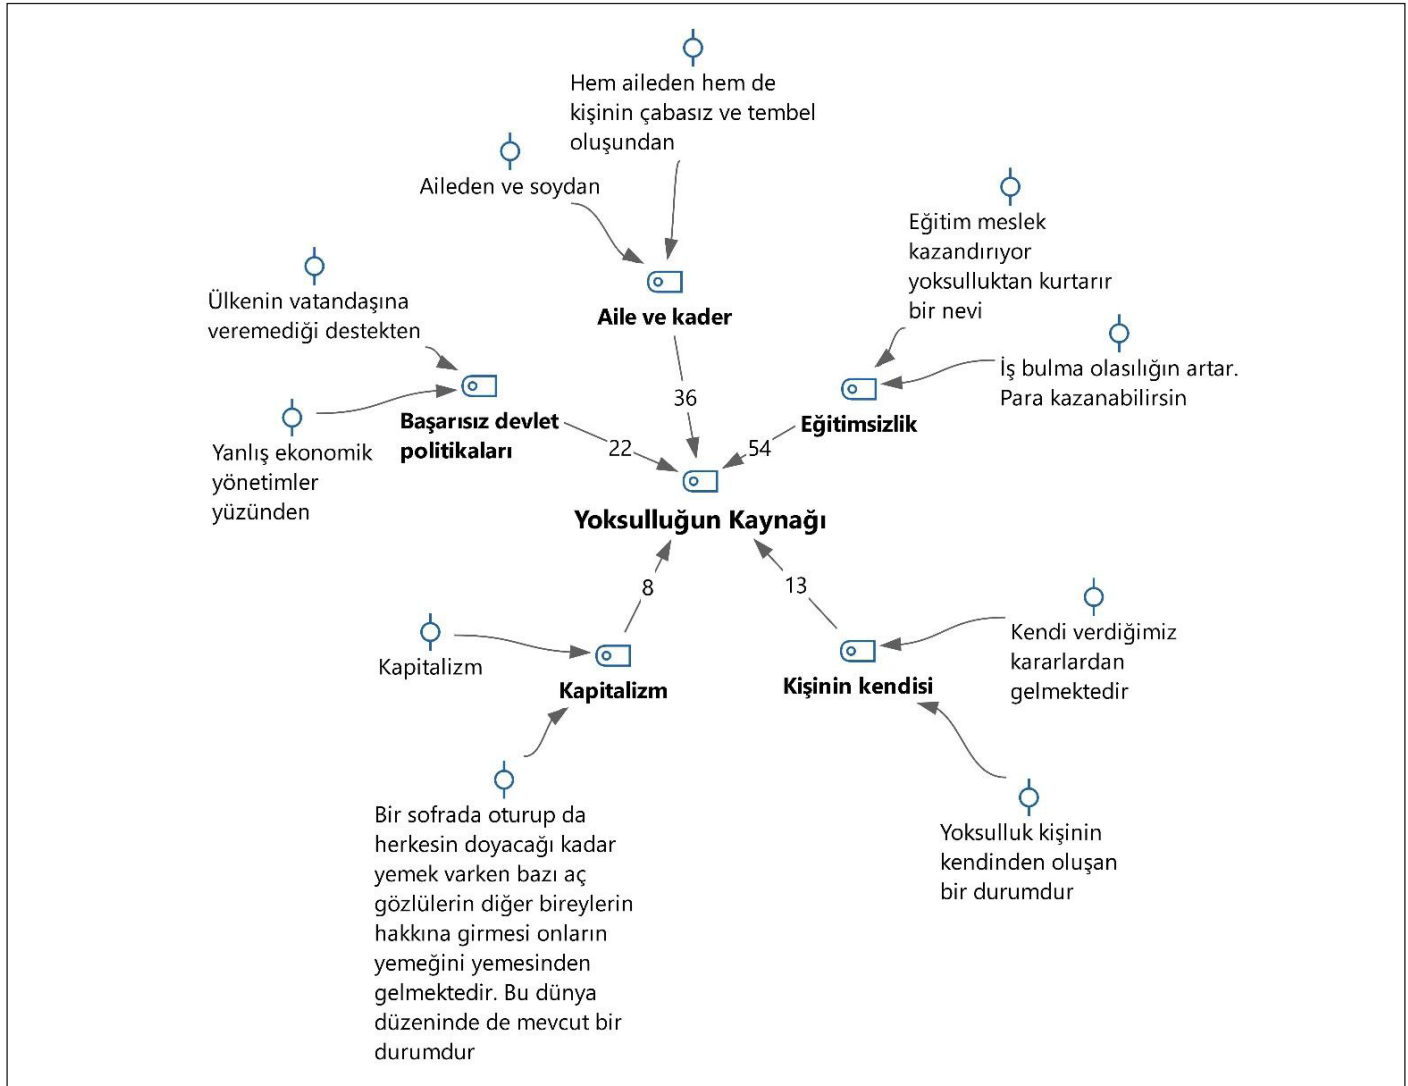 Hem aileden hem de
kişinin çabasız ve tembel
oluşundan
Aileden ve soydan
Eğitim meslek
kazandırıyor
yoksulluktan kurtarır
bir nevi
Ülkenin vatandaşına
veremediği destekten
Aile ve kader
İş bulma olasılığın artar.
Para kazanabilirsin
36
Başarısız devlet
politikaları
Eğitimsizlik
22
54
Yanlış ekonomik
yönetimler
yüzünden
Yoksulluğun Kaynağı
8
13
Kapitalizm
Kapitalizm
Kişinin kendisi
Kendi verdiğimiz
kararlardan
gelmektedir
Bir sofrada oturup da
herkesin doyacağı kadar
yemek varken bazı aç
gözlülerin diğer bireylerin
hakkına girmesi onların
yemeğini yemesinden
gelmektedir. Bu dünya
düzeninde de mevcut bir
durumdur
Yoksulluk kişinin
kendinden oluşan
bir durumdur